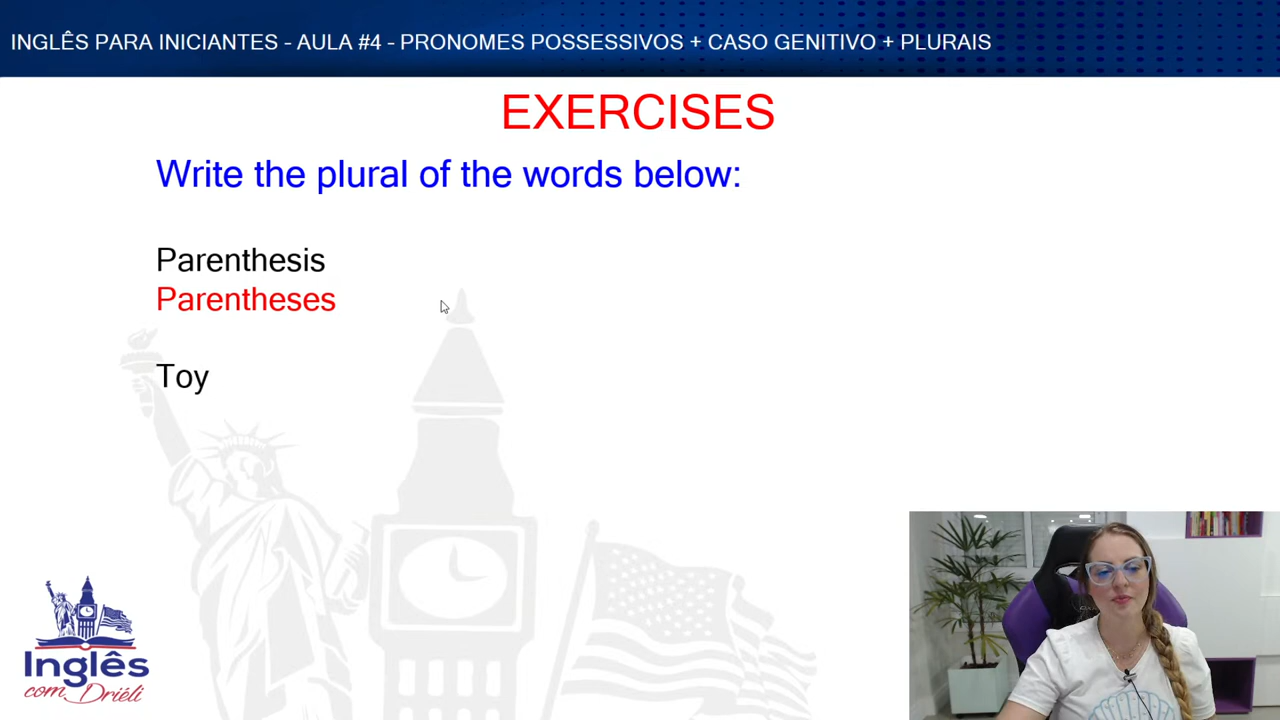 INGLÊS PARA INICIANTES - AULA #4 - PRONOMES POSSESSIVOS + CASO GENITIVO + PLURAIS
EXERCISES
Write the plural of the words below:
Parenthesis
Parentheses
Toy
Inglês
com Driéli